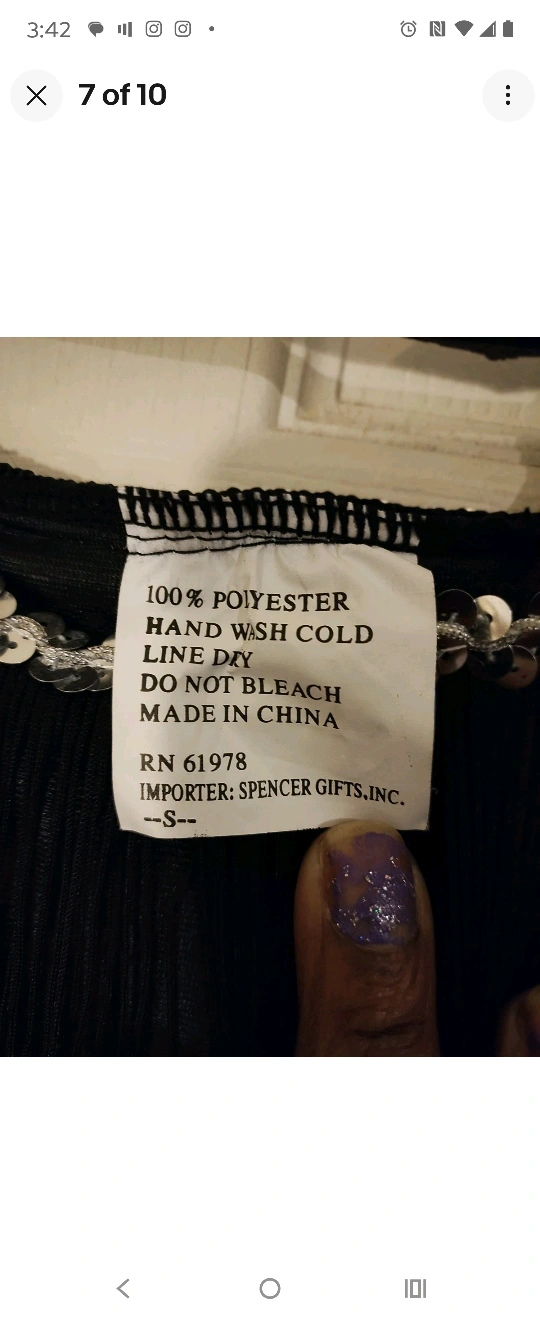 3:42
7 of 10
100% POLYESTER
HAND WASH COLD
LINE DRY
DO NOT BLEACH
MADE IN CHINA
RN 61978
IMPORTER: SPENCER GIFTS,INC.
--S--